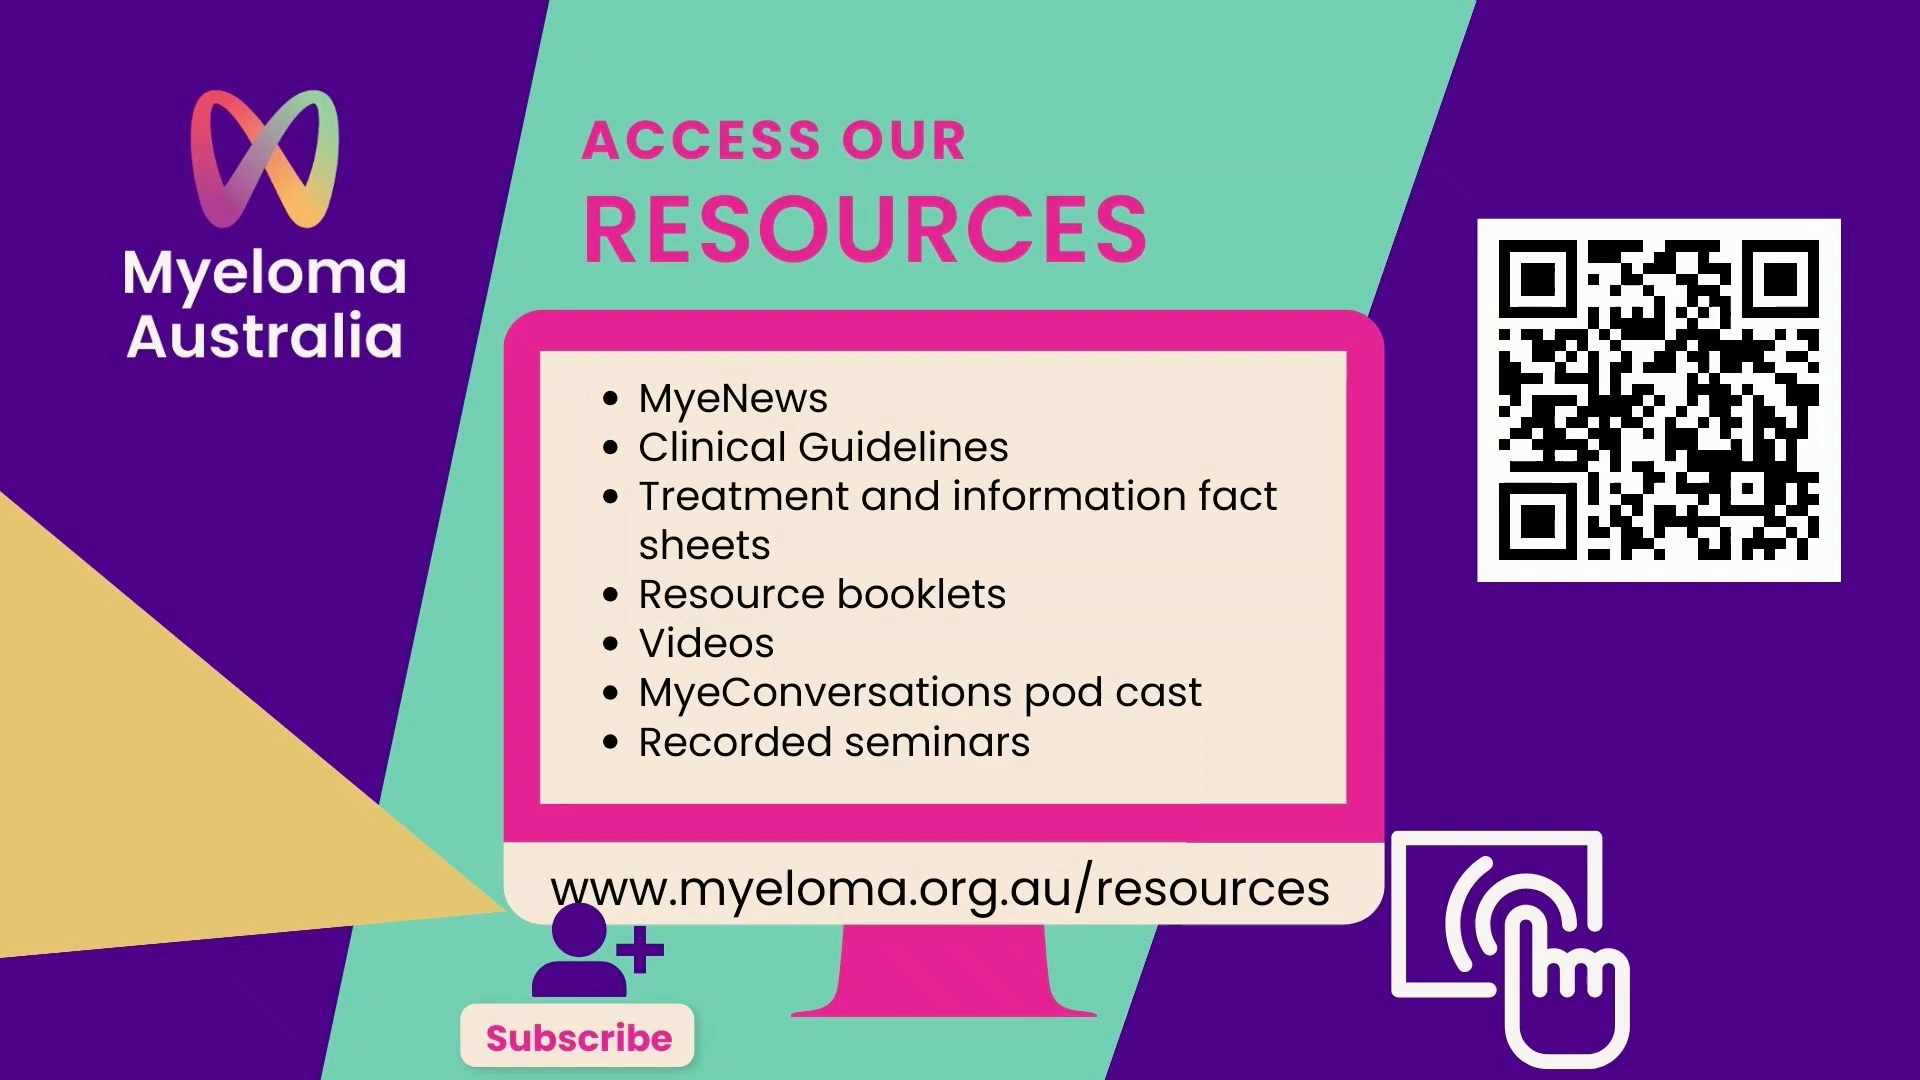 Myeloma
Australia
ACCESS OUR
RESOURCES
• MyeNews
• Clinical Guidelines
• Treatment and information fact
sheets
• Resource booklets
• Videos
• MyeConversations pod cast
• Recorded seminars
www.myeloma.org.au/resources
Subscribe